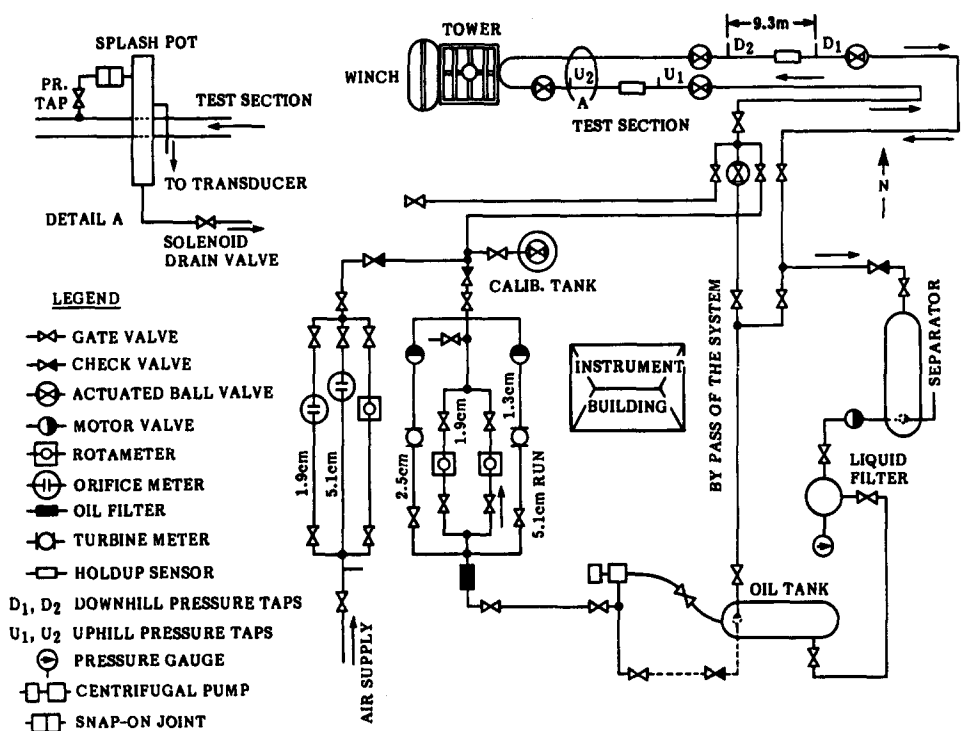 SPLASH POT
PR.
TAP
TEST SECTION
TO TRANSDUCER
DETAIL A
SOLENOID
DRAIN VALVE
TOWER
WINCH
9.3m
D2
D1
U2
U1
A
TEST SECTION
N
CALIB. TANK
LEGEND
GATE VALVE
CHECK VALVE
ACTUATED BALL VALVE
MOTOR VALVE
ROTAMETER
ORIFICE METER
OIL FILTER
TURBINE METER
HOLDUP SENSOR
D1, D2 DOWNHILL PRESSURE TAPS
U1, U2 UPHILL PRESSURE TAPS
PRESSURE GAUGE
CENTRIFUGAL PUMP
SNAP-ON JOINT
1.9cm
5.1cm
AIR SUPPLY
2.5cm
1.9cm
1.3cm
5.1cm RUN
INSTRUMENT
BUILDING
BY PASS OF THE SYSTEM
SEPARATOR
LIQUID
FILTER
OIL TANK